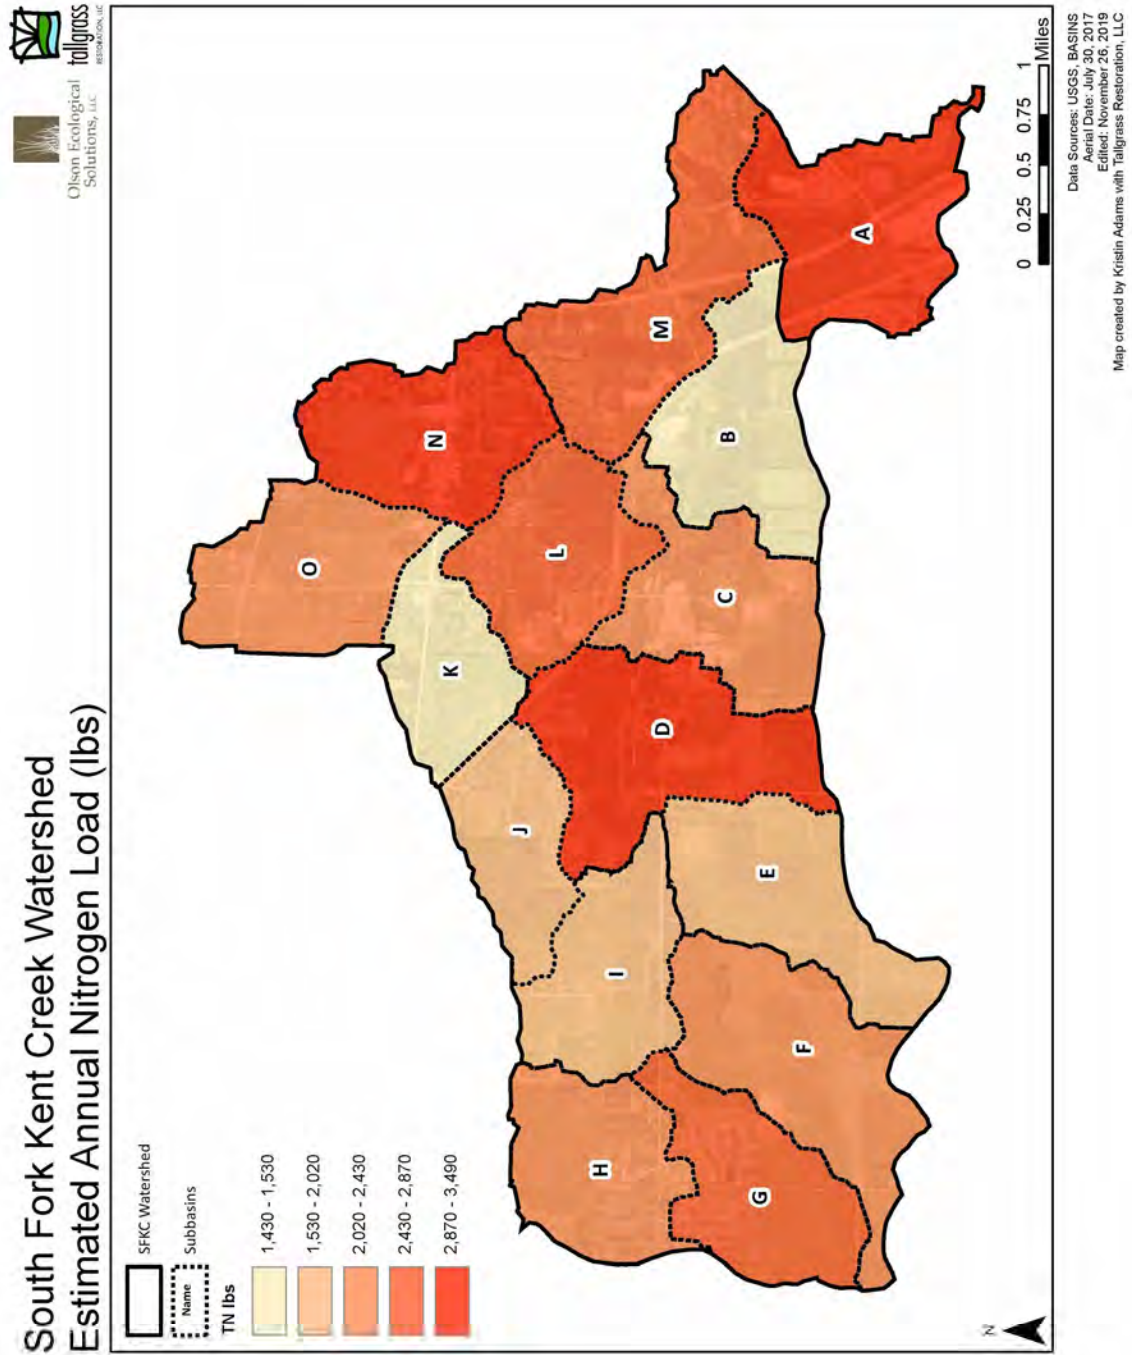 South Fork Kent Creek Watershed
Estimated Annual Nitrogen Load (lbs)
Olson Ecological
Solutions, LLC
tallgrass
RESTORATION, LLC
SFKC Watershed
Name
Subbasins
TN lbs
1,430 - 1,530
1,530 - 2,020
2,020 - 2,430
2,430 - 2,870
2,870 - 3,490
O
N
K
L
M
J
D
C
B
A
I
E
H
G
F
N
0 0.25 0.5 0.75 1
Miles
Data Sources: USGS, BASINS
Aerial Date: July 30, 2017
Edited: November 26, 2019
Map created by Kristin Adams with Tallgrass Restoration, LLC